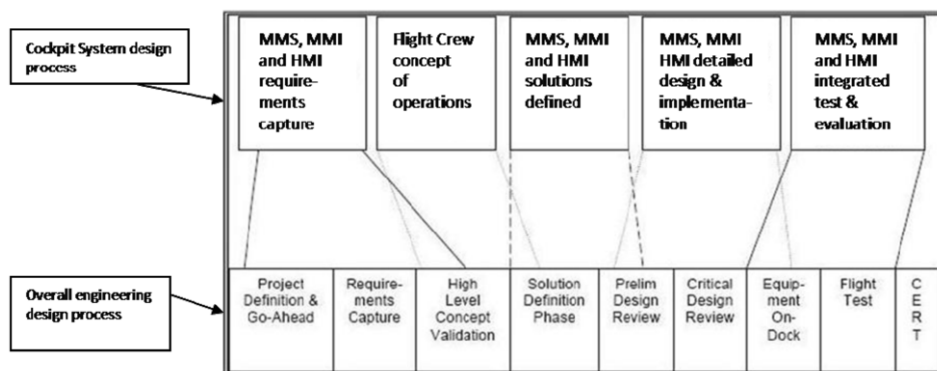 Cockpit System design
process
MMS, MMI
and HMI
require-
ments
capture
Flight Crew
concept
of
operations
MMS, MMI
and HMI
solutions
defined
MMS, MMI
HMI detailed
design &
implementa-
tion
MMS, MMI
and HMI
integrated
test &
evaluation
Overall engineering
design process
Project
Definition &
Go-Ahead
Require-
ments
Capture
High
Level
Concept
Validation
Solution
Definition
Phase
Prelim
Design
Review
Critical
Design
Review
Equip-
ment
On-
Dock
Flight
Test
C
E
R
T